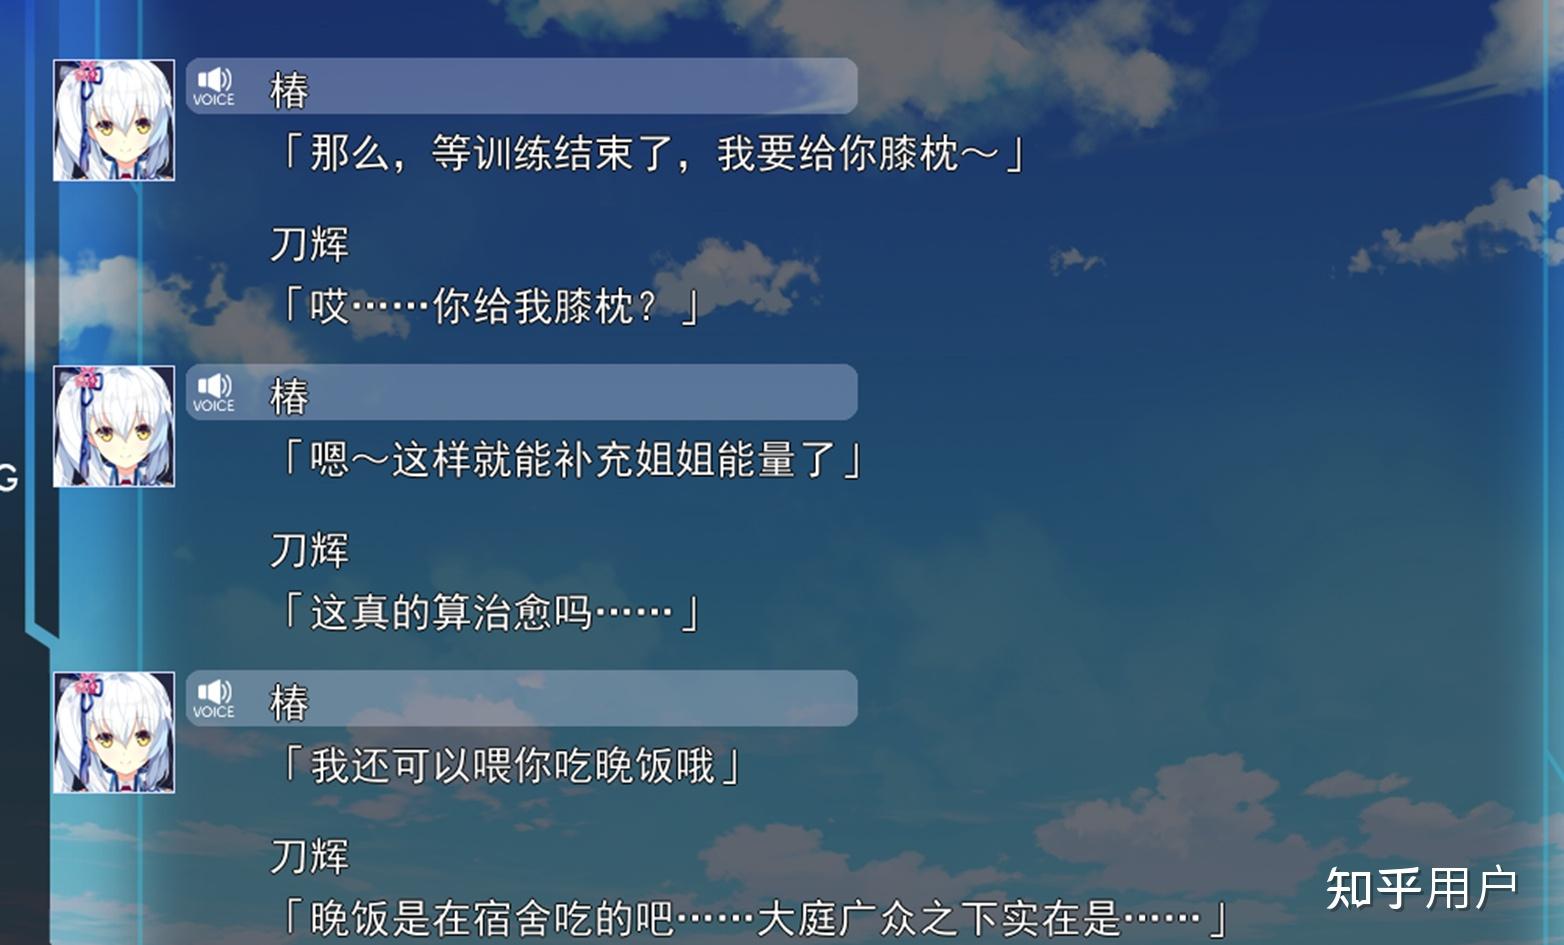 VOICE 椿
「那么，等训练结束了，我要给你膝枕～」
刀辉
「哎……你给我膝枕？」
VOICE 椿
「嗯～这样就能补充姐姐能量了」
刀辉
「这真的算治愈吗……」
G
VOICE 椿
「我还可以喂你吃晚饭哦」
刀辉
「晚饭是在宿舍吃的吧……大庭广众之下实在是……」
知乎用户